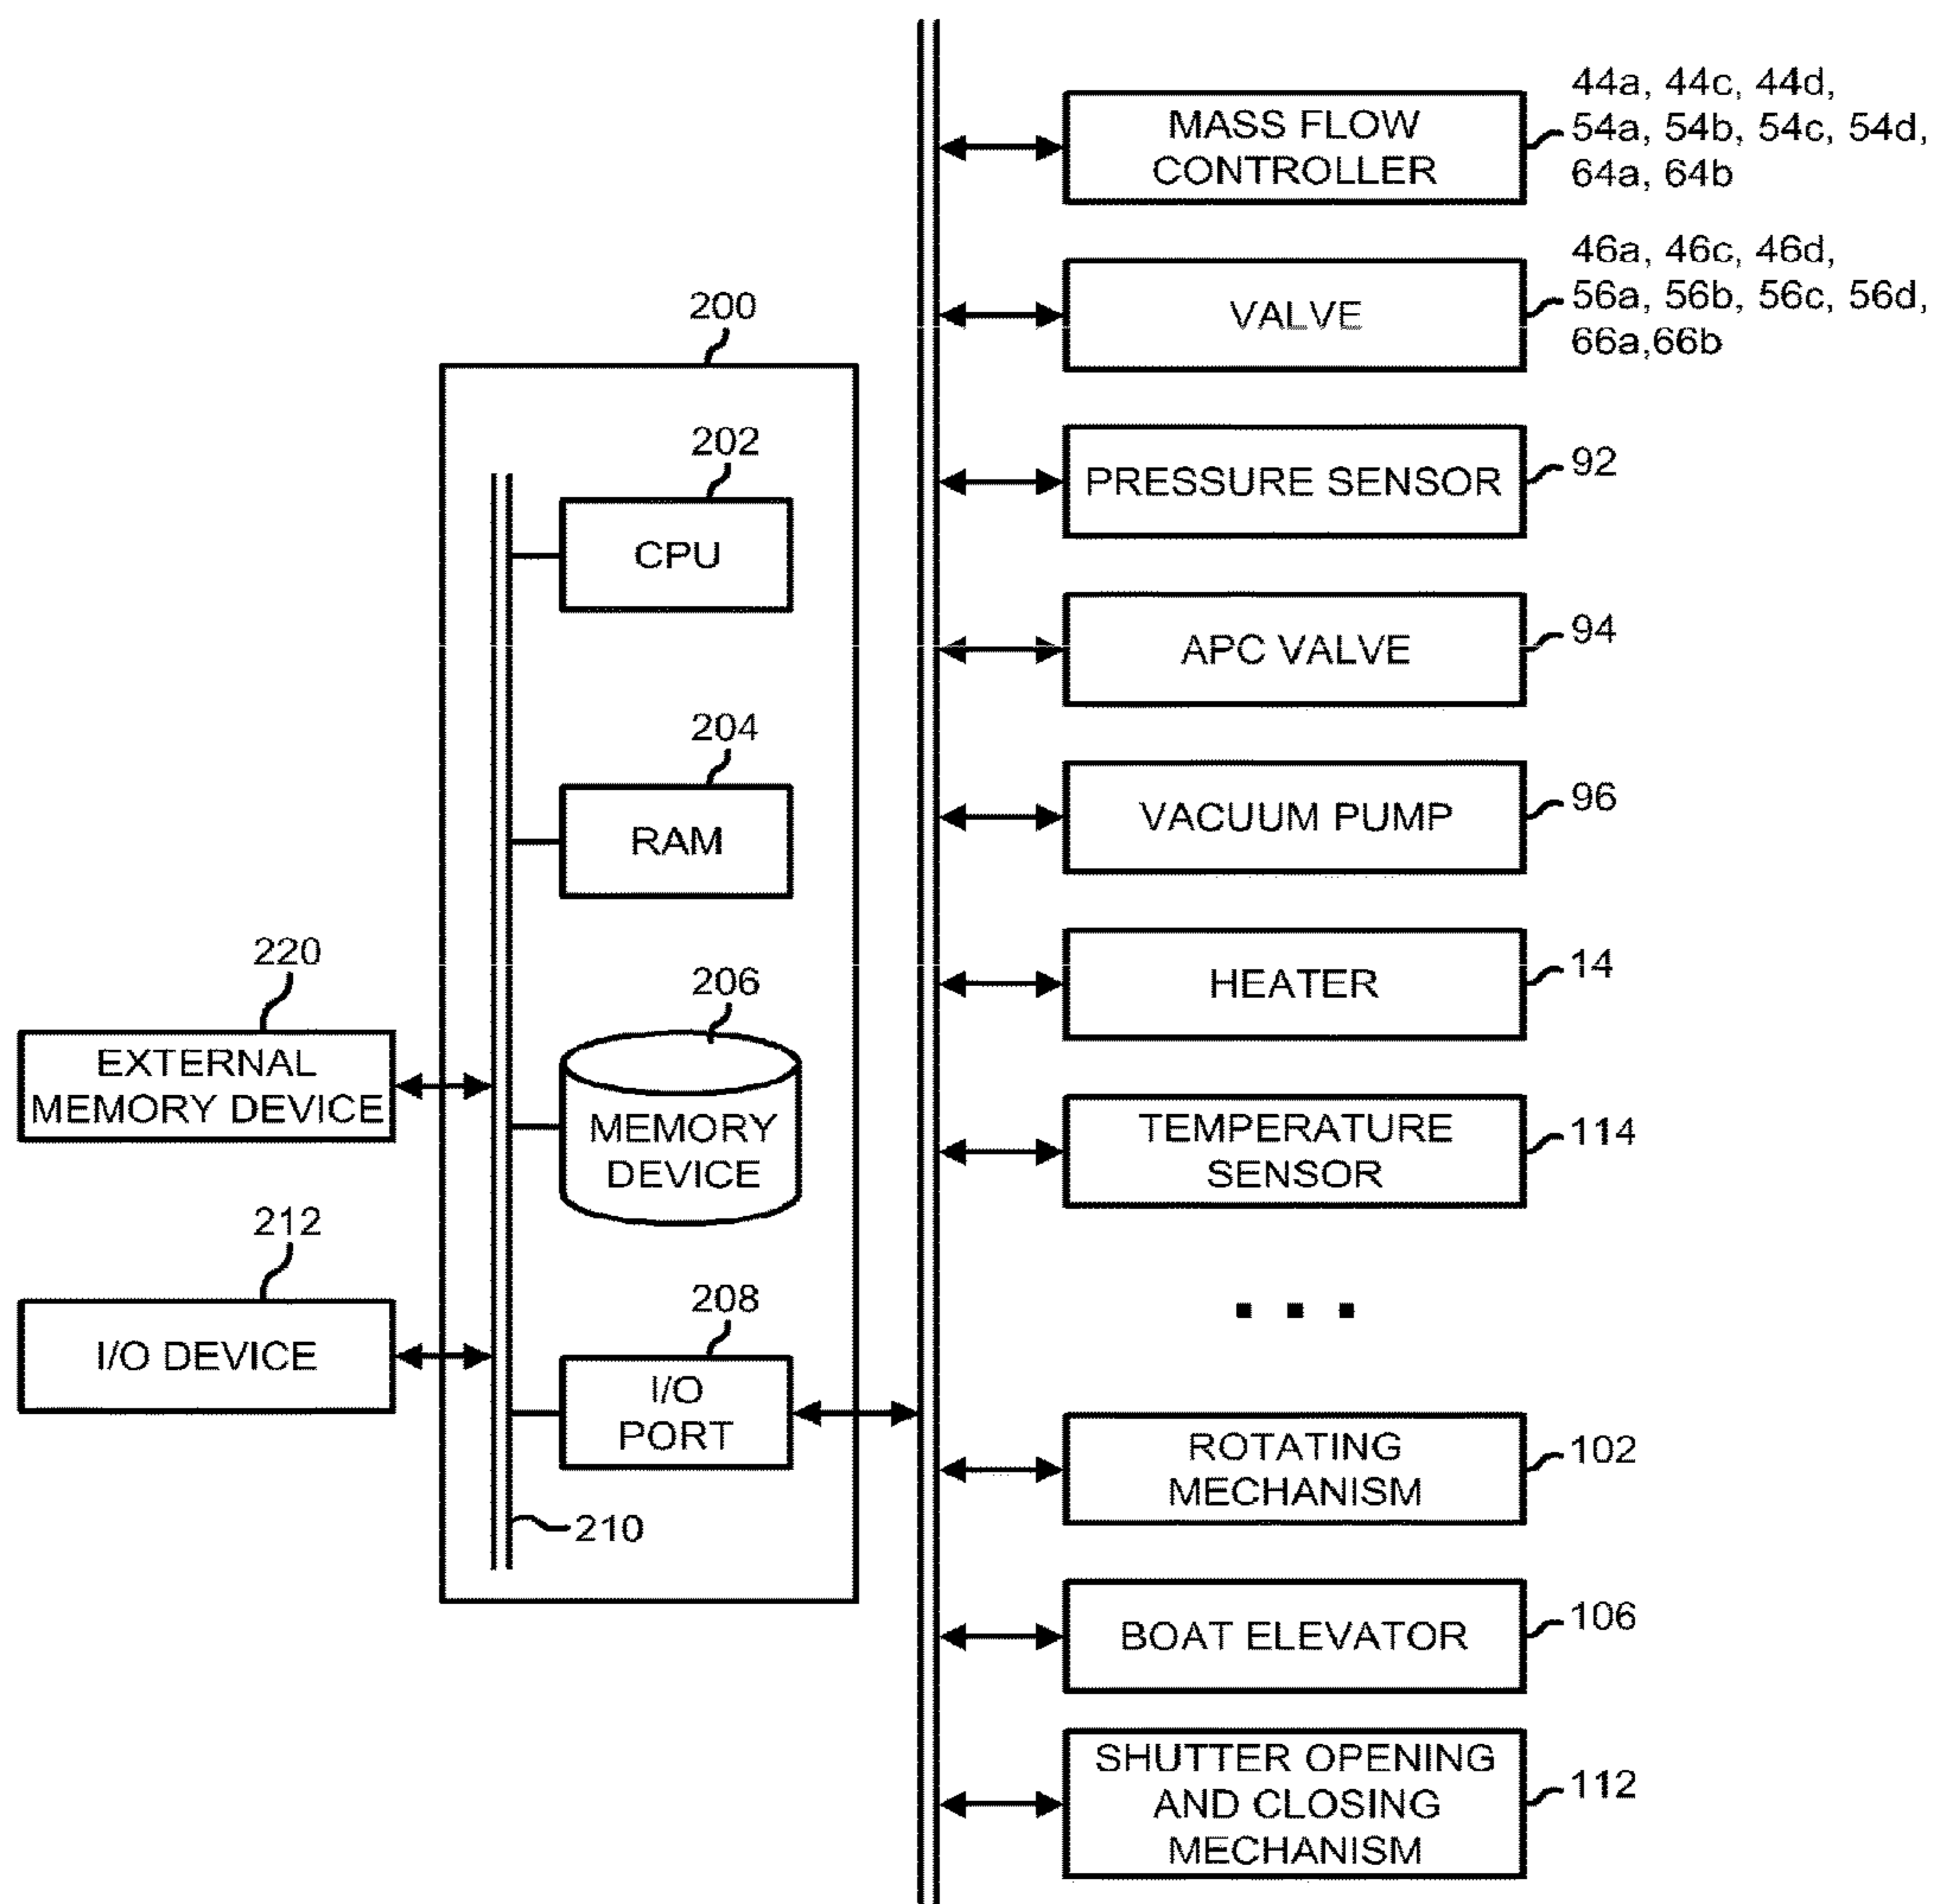 200
202
CPU
204
RAM
206
MEMORY
DEVICE
208
I/O
PORT
210
220
EXTERNAL
MEMORY DEVICE
212
I/O DEVICE
MASS FLOW
CONTROLLER
44a, 44c, 44d,
54a, 54b, 54c, 54d,
64a, 64b
VALVE
46a, 46c, 46d,
56a, 56b, 56c, 56d,
66a,66b
PRESSURE SENSOR
92
APC VALVE
94
VACUUM PUMP
96
HEATER
14
TEMPERATURE
SENSOR
114
. . .
ROTATING
MECHANISM
102
BOAT ELEVATOR
106
SHUTTER OPENING
AND CLOSING
MECHANISM
112